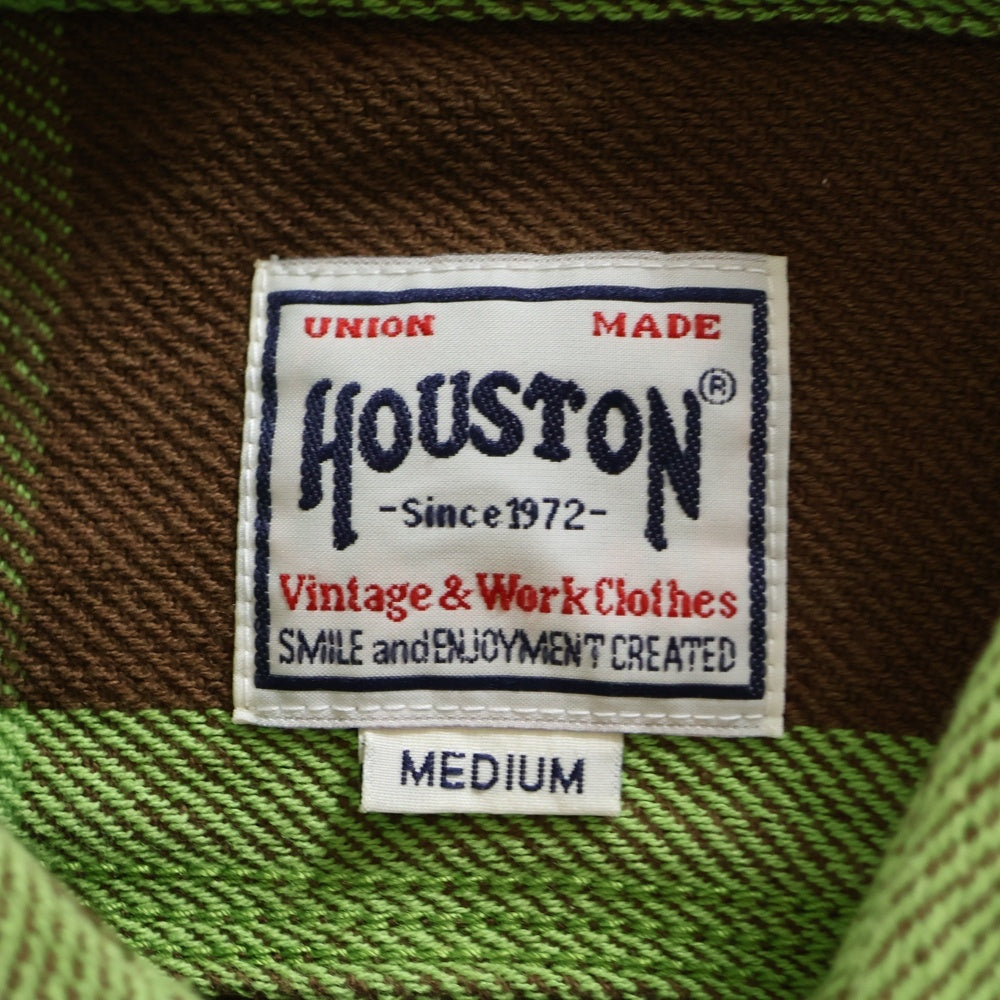 UNION MADE
HOUSTON®
-Since 1972-
Vintage & Work Clothes
SMILE and ENJOYMENT CREATED
MEDIUM